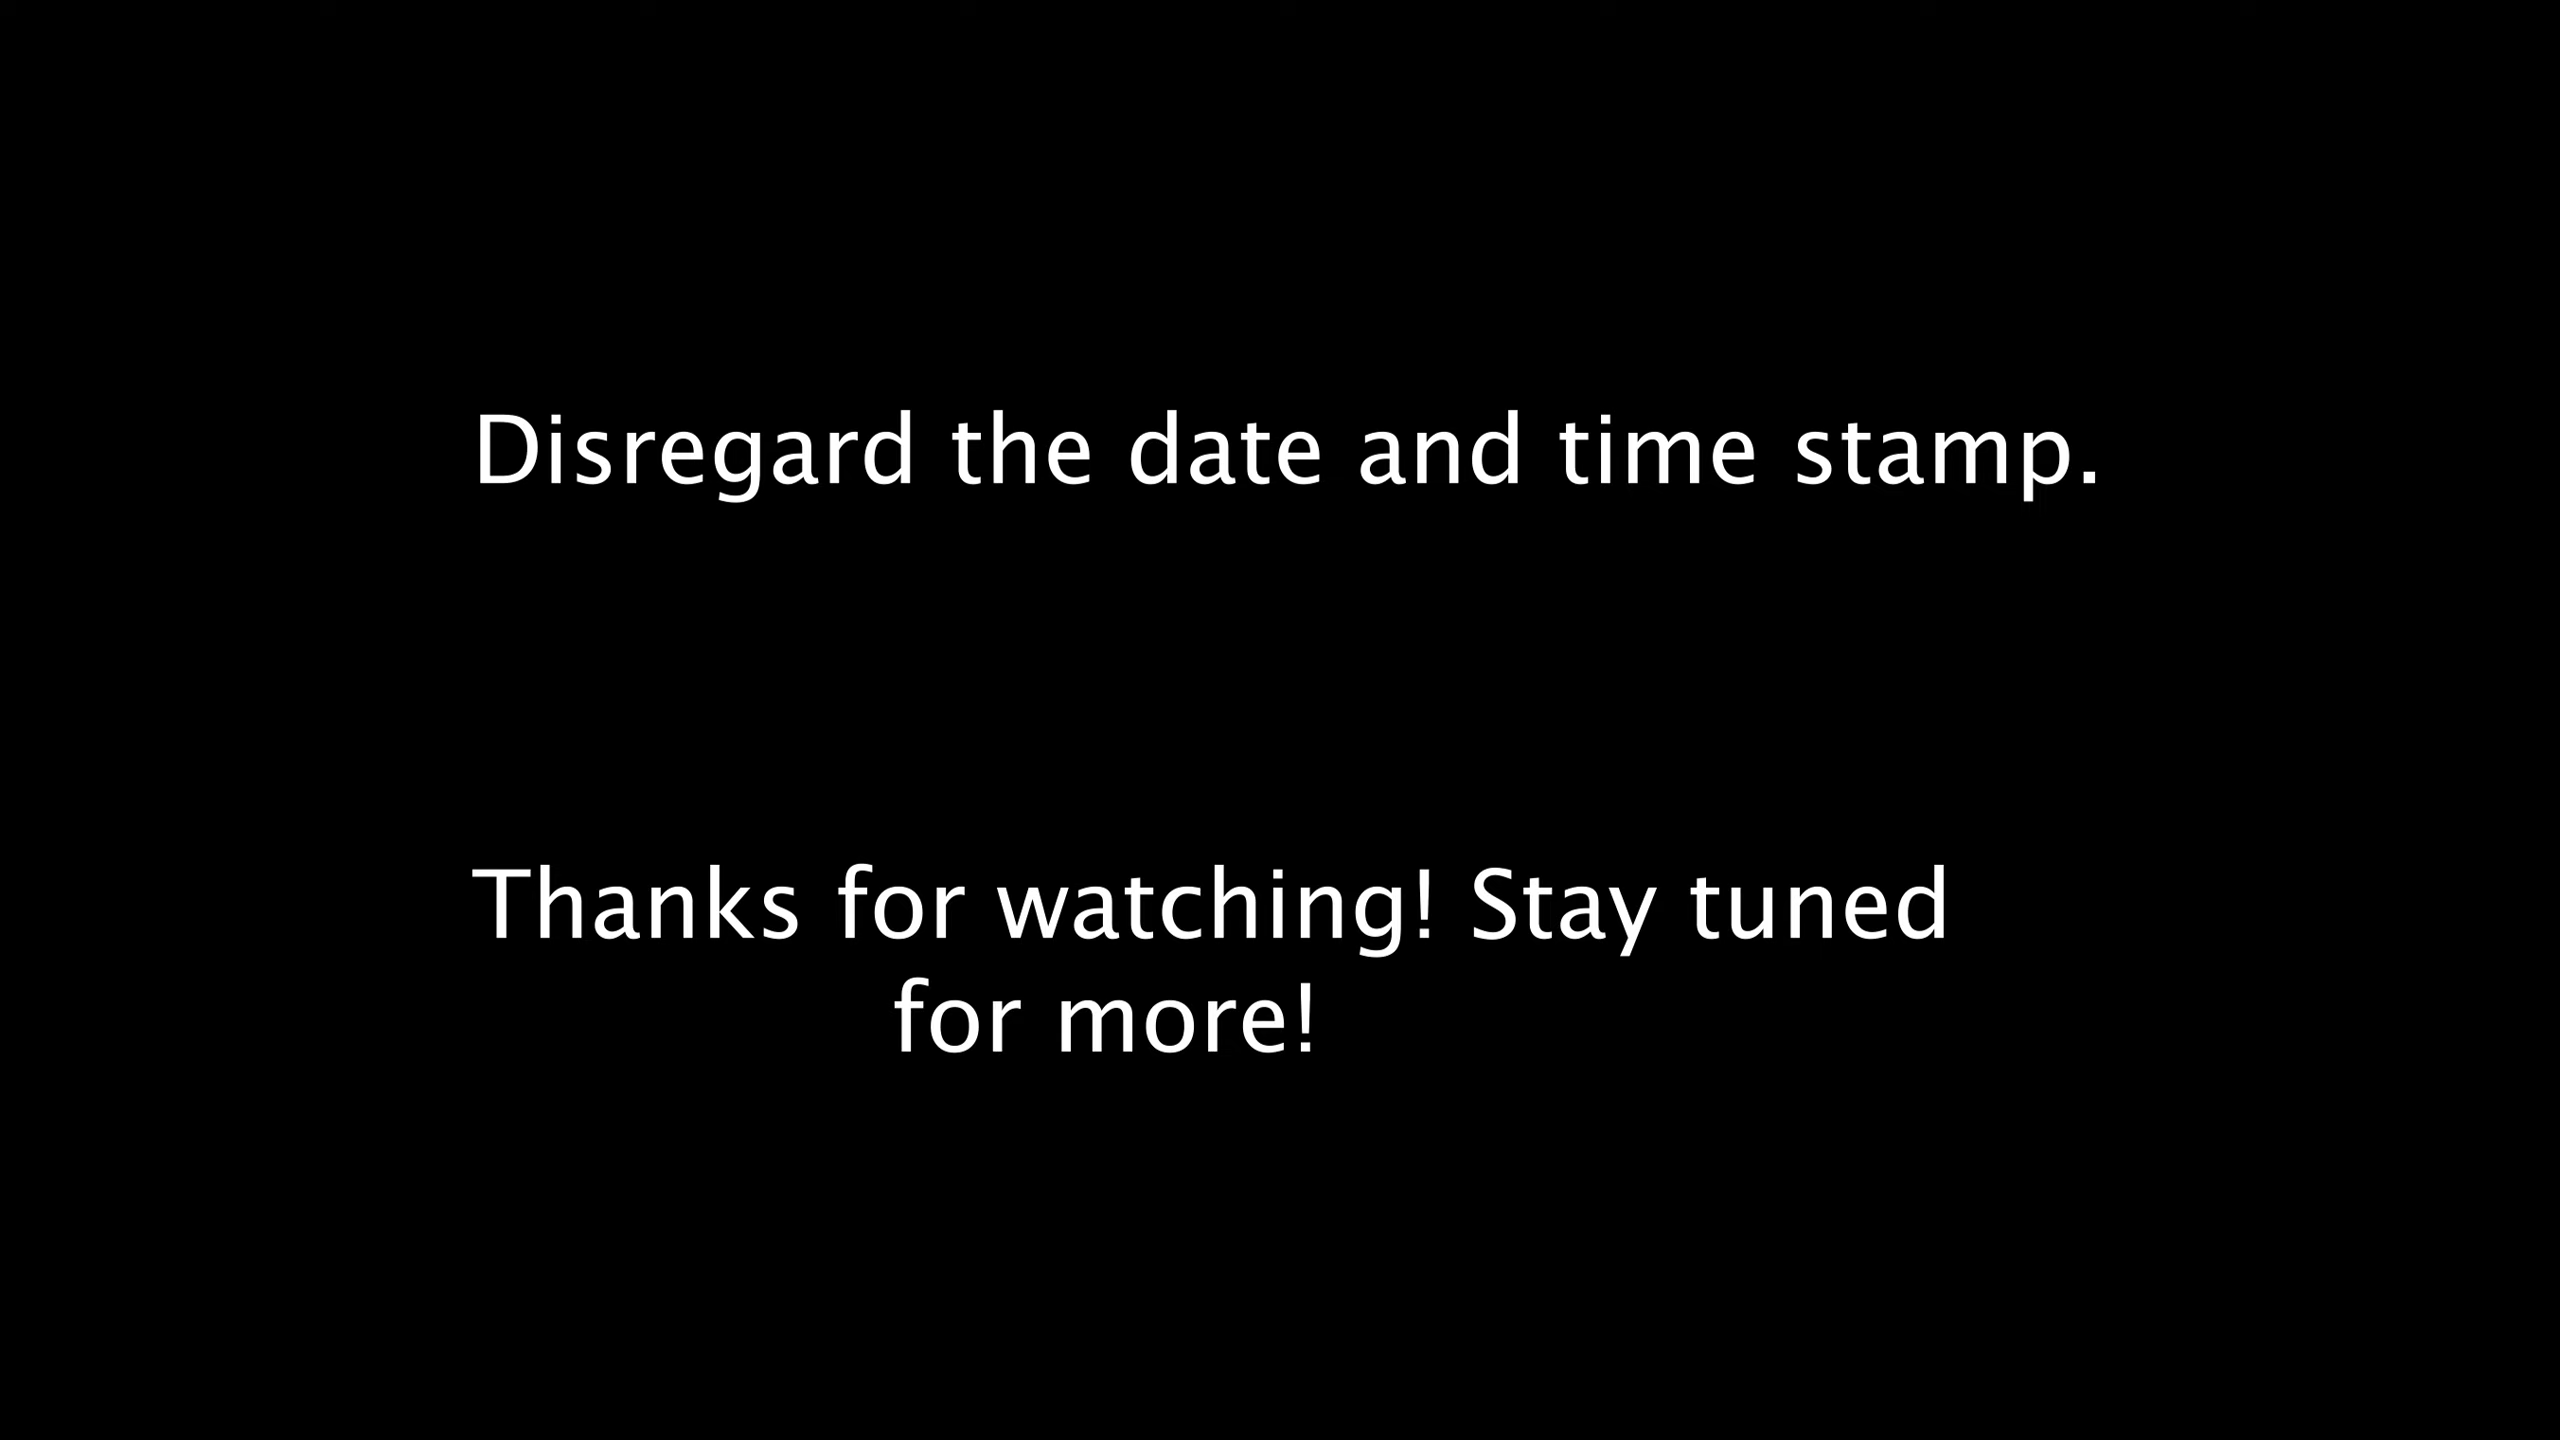 Disregard the date and time stamp.
Thanks for watching! Stay tuned
for more!